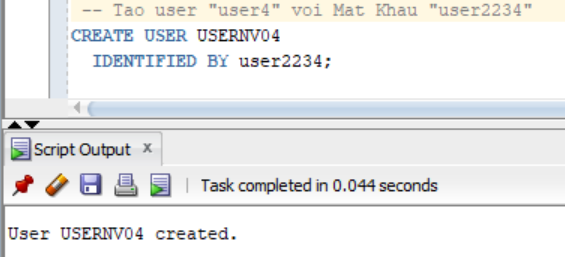 -- Tao user "user4" voi Mat Khau "user2234"
CREATE USER USERNV04
IDENTIFIED BY user2234;
Script Output x
Task completed in 0.044 seconds
User USERNV04 created.